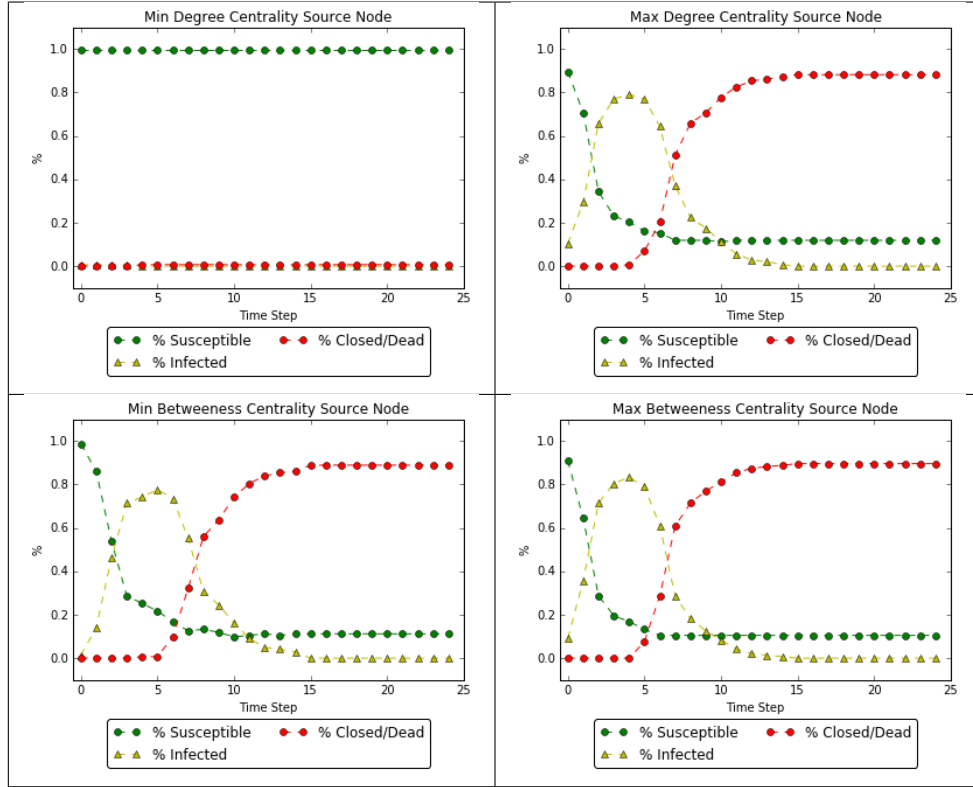 Min Degree Centrality Source Node
1.0
0.8
0.6
0.4
0.2
0.0
%
0 5 10 15 20 25
Time Step
% Susceptible % Closed/Dead
% Infected
Max Degree Centrality Source Node
1.0
0.8
0.6
0.4
0.2
0.0
%
0 5 10 15 20 25
Time Step
% Susceptible % Closed/Dead
% Infected
Min Betweeness Centrality Source Node
1.0
0.8
0.6
0.4
0.2
0.0
%
0 5 10 15 20 25
Time Step
% Susceptible % Closed/Dead
% Infected
Max Betweeness Centrality Source Node
1.0
0.8
0.6
0.4
0.2
0.0
%
0 5 10 15 20 25
Time Step
% Susceptible % Closed/Dead
% Infected